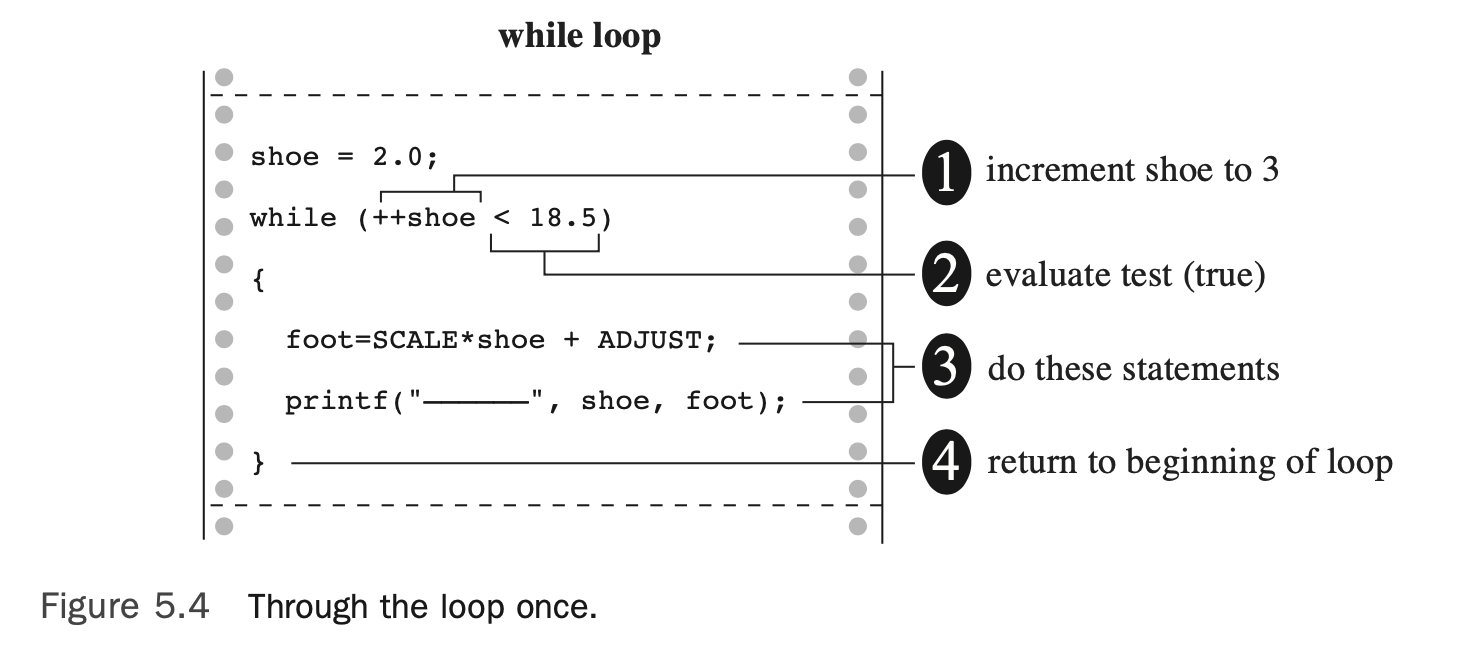 while loop
shoe = 2.0;
1 increment shoe to 3
while (++shoe < 18.5)
2 evaluate test (true)
{
foot=SCALE*shoe + ADJUST;
3 do these statements
printf("———", shoe, foot);
}
4 return to beginning of loop
Figure 5.4 Through the loop once.